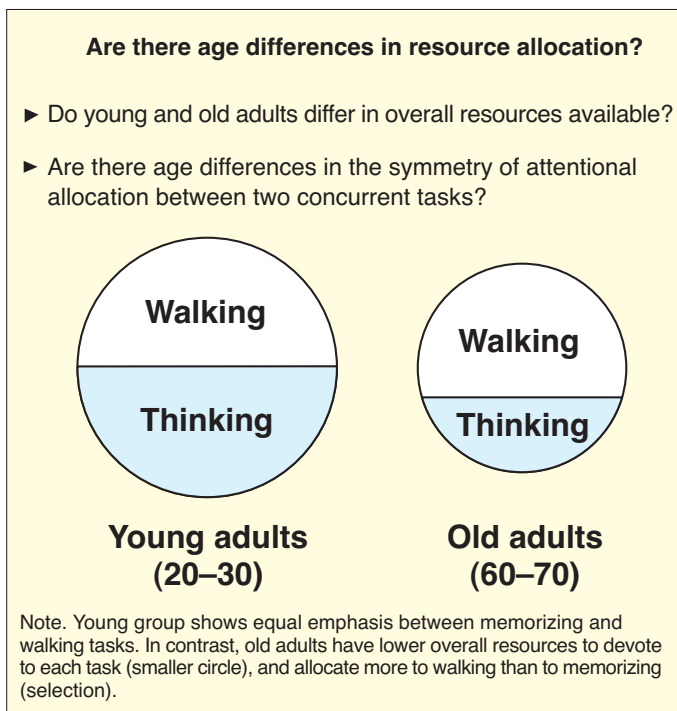 Are there age differences in resource allocation?
► Do young and old adults differ in overall resources available?
► Are there age differences in the symmetry of attentional
allocation between two concurrent tasks?
Walking
Thinking
Walking
Thinking
Young adults
(20–30)
Old adults
(60–70)
Note. Young group shows equal emphasis between memorizing and
walking tasks. In contrast, old adults have lower overall resources to devote
to each task (smaller circle), and allocate more to walking than to memorizing
(selection).